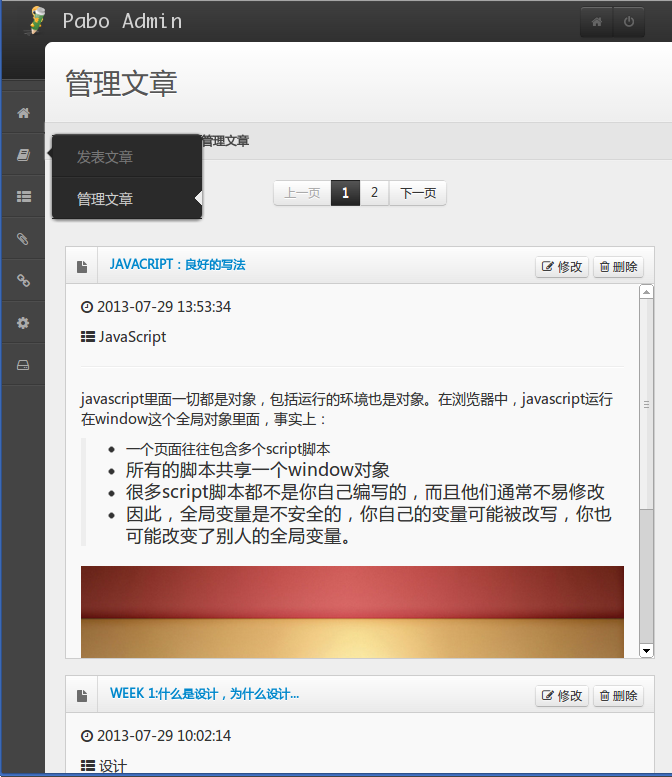 Pabo Admin
管理文章
管理文章
发表文章
管理文章
上一页 1 2 下一页
JAVACRIPT：良好的写法 修改 删除
2013-07-29 13:53:34
JavaScript
javascript里面一切都是对象，包括运行的环境也是对象。在浏览器中，javascript运行
在window这个全局对象里面，事实上：
一个页面往往包含多个script脚本
所有的脚本共享一个window对象
很多script脚本都不是你自己编写的，而且他们通常不易修改
因此，全局变量是不安全的，你自己的变量可能被改写，你也
可能改变了别人的全局变量。
WEEK 1:什么是设计，为什么设计... 修改 删除
2013-07-29 10:02:14
设计